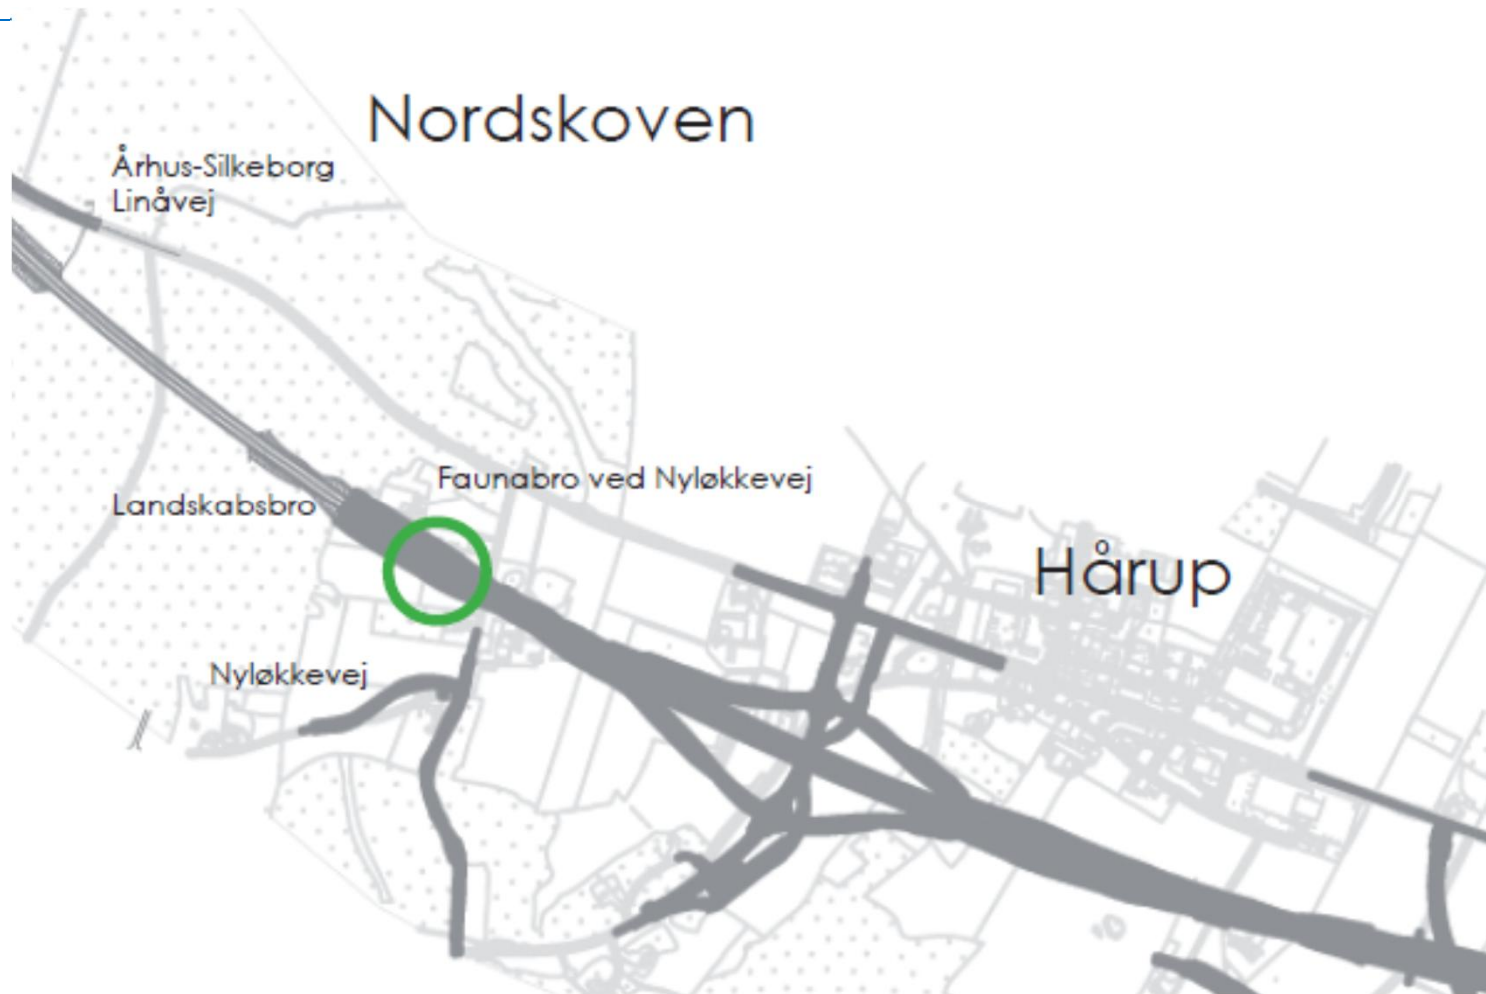 Nordskoven
Århus-Silkeborg
Linåvej
Faunabro ved Nyløkkevej
Landskabsbro
Hårup
Nyløkkevej